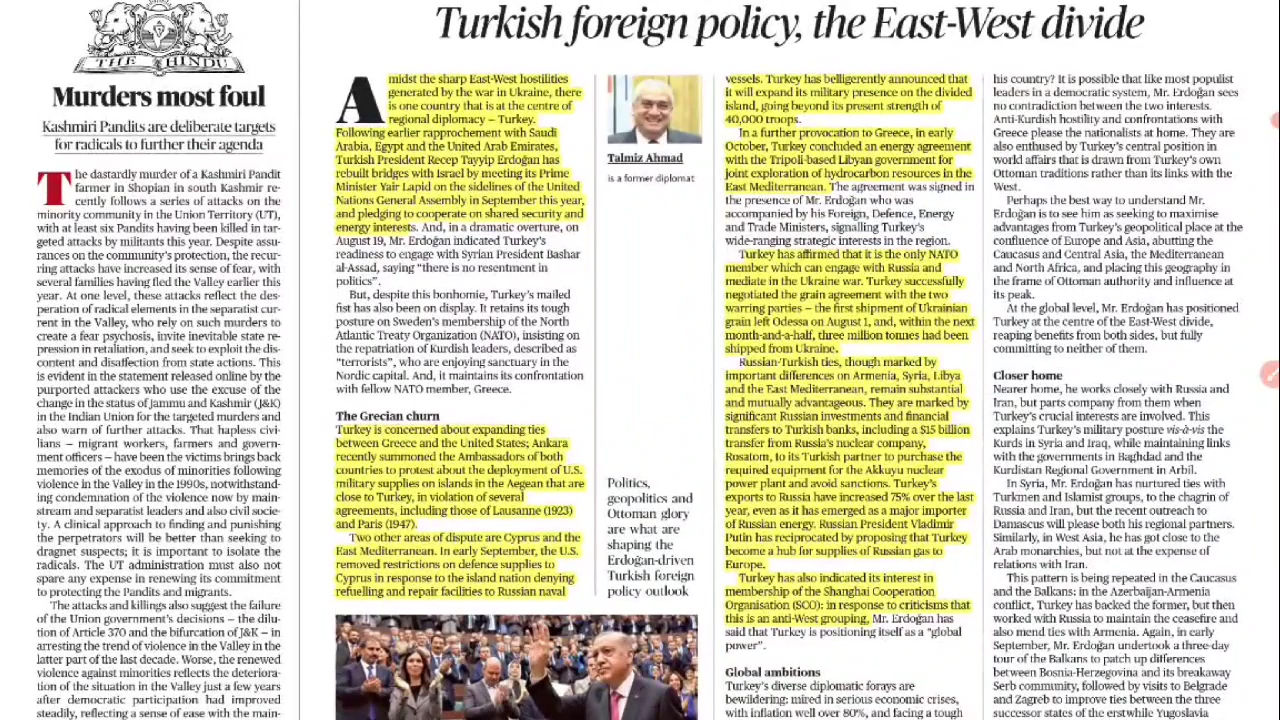 THE HINDU
Murders most foul
Kashmiri Pandits are deliberate targets
for radicals to further their agenda
The dastardly murder of a Kashmiri Pandit
farmer in Shopian in south Kashmir re-
cently follows a series of attacks on the
minority community in the Union Territory (UT),
with at least six Pandits having been killed in tar-
geted attacks by militants this year. Despite assu-
rances on the community's protection, the recur-
ring attacks have increased its sense of fear, with
several families having fled the Valley earlier this
year. At one level, these attacks reflect the des-
peration of radical elements in the separatist cur-
rent in the Valley, who rely on such murders to
create a fear psychosis, invite inevitable state re-
pression in retaliation, and seek to exploit the dis-
content and disaffection from state actions. This
is evident in the statement released online by the
purported attackers who use the excuse of the
change in the status of Jammu and Kashmir (J&K)
in the Indian Union for the targeted murders and
also warn of further attacks. That hapless civi-
lians – migrant workers, farmers and govern-
ment officers – have been the victims brings back
memories of the exodus of minorities following
violence in the Valley in the 1990s, notwithstand-
ing condemnation of the violence now by main-
stream and separatist leaders and also civil socie-
ty. A clinical approach to finding and punishing
the perpetrators will be better than seeking to
dragnet suspects; it is important to isolate the
radicals. The UT administration must also not
spare any expense in renewing its commitment
to protecting the Pandits and migrants.
The attacks and killings also suggest the failure
of the Union government's decisions – the dilu-
tion of Article 370 and the bifurcation of J&K – in
arresting the trend of violence in the Valley in the
latter part of the last decade. Worse, the renewed
violence against minorities reflects the deteriora-
tion of the situation in the Valley just a few years
after democratic participation had improved
steadily, reflecting a sense of ease with the main-
Turkish foreign policy, the East-West divide
Amidst the sharp East-West hostilities
generated by the war in Ukraine, there
is one country that is at the centre of
regional diplomacy – Turkey.
Following earlier rapprochement with Saudi
Arabia, Egypt and the United Arab Emirates,
Turkish President Recep Tayyip Erdoğan has
rebuilt bridges with Israel by meeting its Prime
Minister Yair Lapid on the sidelines of the United
Nations General Assembly in September this year,
and pledging to cooperate on shared security and
energy interests. And, in a dramatic overture, on
August 19, Mr. Erdoğan indicated Turkey's
readiness to engage with Syrian President Bashar
al-Assad, saying "there is no resentment in
politics".
But, despite this bonhomie, Turkey's mailed
fist has also been on display. It retains its tough
posture on Sweden's membership of the North
Atlantic Treaty Organization (NATO), insisting on
the repatriation of Kurdish leaders, described as
"terrorists", who are enjoying sanctuary in the
Nordic capital. And, it maintains its confrontation
with fellow NATO member, Greece.
The Grecian churn
Turkey is concerned about expanding ties
between Greece and the United States; Ankara
recently summoned the Ambassadors of both
countries to protest about the deployment of U.S.
military supplies on islands in the Aegean that are
close to Turkey, in violation of several
agreements, including those of Lausanne (1923)
and Paris (1947).
Two other areas of dispute are Cyprus and the
East Mediterranean. In early September, the U.S.
removed restrictions on defence supplies to
Cyprus in response to the island nation denying
refuelling and repair facilities to Russian naval
Talmiz Ahmad
is a former diplomat
Politics,
geopolitics and
Ottoman glory
are what are
shaping the
Erdoğan-driven
Turkish foreign
policy outlook
vessels. Turkey has belligerently announced that
it will expand its military presence on the divided
island, going beyond its present strength of
40,000 troops.
In a further provocation to Greece, in early
October, Turkey concluded an energy agreement
with the Tripoli-based Libyan government for
joint exploration of hydrocarbon resources in the
East Mediterranean. The agreement was signed in
the presence of Mr. Erdoğan who was
accompanied by his Foreign, Defence, Energy
and Trade Ministers, signalling Turkey's
wide-ranging strategic interests in the region.
Turkey has affirmed that it is the only NATO
member which can engage with Russia and
mediate in the Ukraine war. Turkey successfully
negotiated the grain agreement with the two
warring parties – the first shipment of Ukrainian
grain left Odessa on August 1, and, within the next
month-and-a-half, three million tonnes had been
shipped from Ukraine.
Russian-Turkish ties, though marked by
important differences on Armenia, Syria, Libya
and the East Mediterranean, remain substantial
and mutually advantageous. They are marked by
significant Russian investments and financial
transfers to Turkish banks, including a $15 billion
transfer from Russia's nuclear company,
Rosatom, to its Turkish partner to purchase the
required equipment for the Akkuyu nuclear
power plant and avoid sanctions. Turkey's
exports to Russia have increased 75% over the last
year, even as it has emerged as a major importer
of Russian energy. Russian President Vladimir
Putin has reciprocated by proposing that Turkey
become a hub for supplies of Russian gas to
Europe.
Turkey has also indicated its interest in
membership of the Shanghai Cooperation
Organisation (SCO): in response to criticisms that
this is an anti-West grouping, Mr. Erdoğan has
said that Turkey is positioning itself as a "global
power".
Global ambitions
Turkey's diverse diplomatic forays are
bewildering: mired in serious economic crises,
with inflation well over 80%, and facing a tough
his country? It is possible that like most populist
leaders in a democratic system, Mr. Erdoğan sees
no contradiction between the two interests.
Anti-Kurdish hostility and confrontations with
Greece please the nationalists at home. They are
also enthused by Turkey's central position in
world affairs that is drawn from Turkey's own
Ottoman traditions rather than its links with the
West.
Perhaps the best way to understand Mr.
Erdoğan is to see him as seeking to maximise
advantages from Turkey's geopolitical place at the
confluence of Europe and Asia, abutting the
Caucasus and Central Asia, the Mediterranean
and North Africa, and placing this geography in
the frame of Ottoman authority and influence at
its peak.
At the global level, Mr. Erdoğan has positioned
Turkey at the centre of the East-West divide,
reaping benefits from both sides, but fully
committing to neither of them.
Closer home
Nearer home, he works closely with Russia and
Iran, but parts company from them when
Turkey's crucial interests are involved. This
explains Turkey's military posture vis-à-vis the
Kurds in Syria and Iraq, while maintaining links
with the governments in Baghdad and the
Kurdistan Regional Government in Arbil.
In Syria, Mr. Erdoğan has nurtured ties with
Turkmen and Islamist groups, to the chagrin of
Russia and Iran, but the recent outreach to
Damascus will please both his regional partners.
Similarly, in West Asia, he has got close to the
Arab monarchies, but not at the expense of
relations with Iran.
This pattern is being repeated in the Caucasus
and the Balkans: in the Azerbaijan-Armenia
conflict, Turkey has backed the former, but then
worked with Russia to maintain the ceasefire and
also mend ties with Armenia. Again, in early
September, Mr. Erdoğan undertook a three-day
tour of the Balkans to patch up differences
between Bosnia-Herzegovina and its breakaway
Serb community, followed by visits to Belgrade
and Zagreb to improve ties between the three
successor states of the erstwhile Yugoslavia